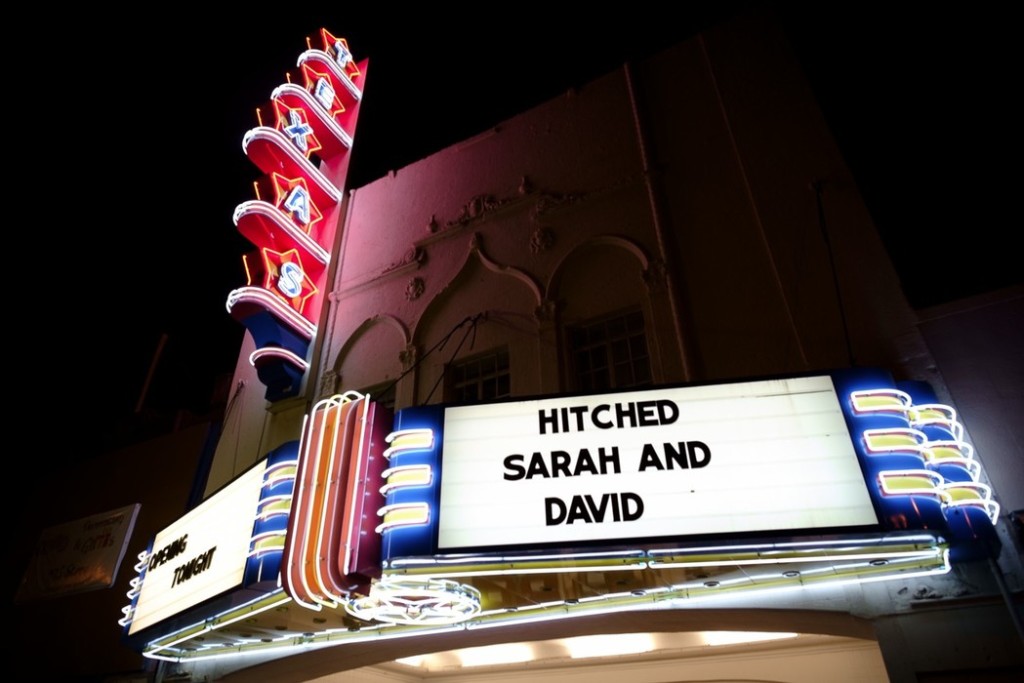 TEXAS
HITCHED
SARAH AND
DAVID
OPENING
TONIGHT